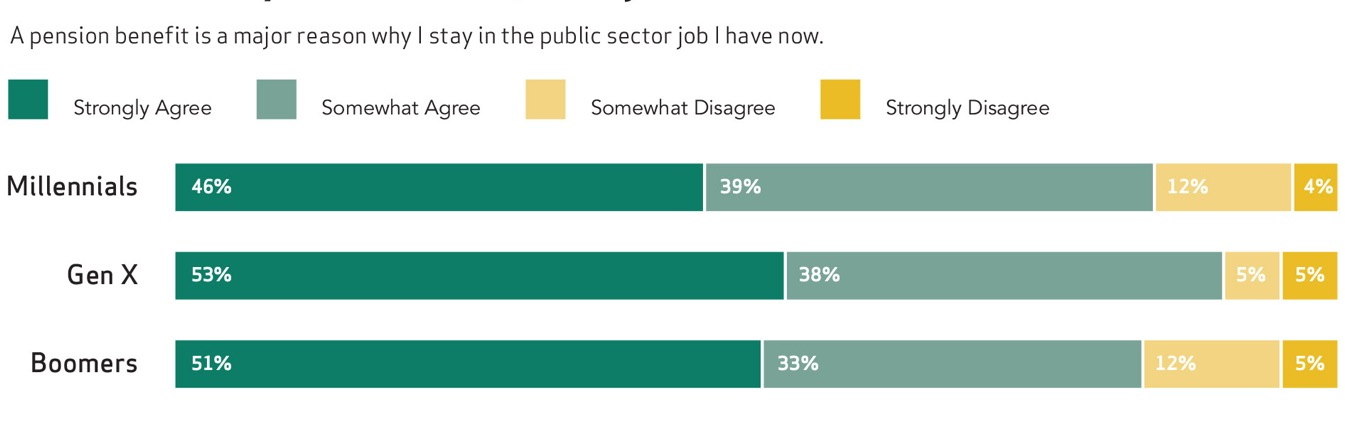 A pension benefit is a major reason why I stay in the public sector job I have now.
Strongly Agree Somewhat Agree Somewhat Disagree Strongly Disagree
Millennials 46% 39% 12% 4%
Gen X 53% 38% 5% 5%
Boomers 51% 33% 12% 5%